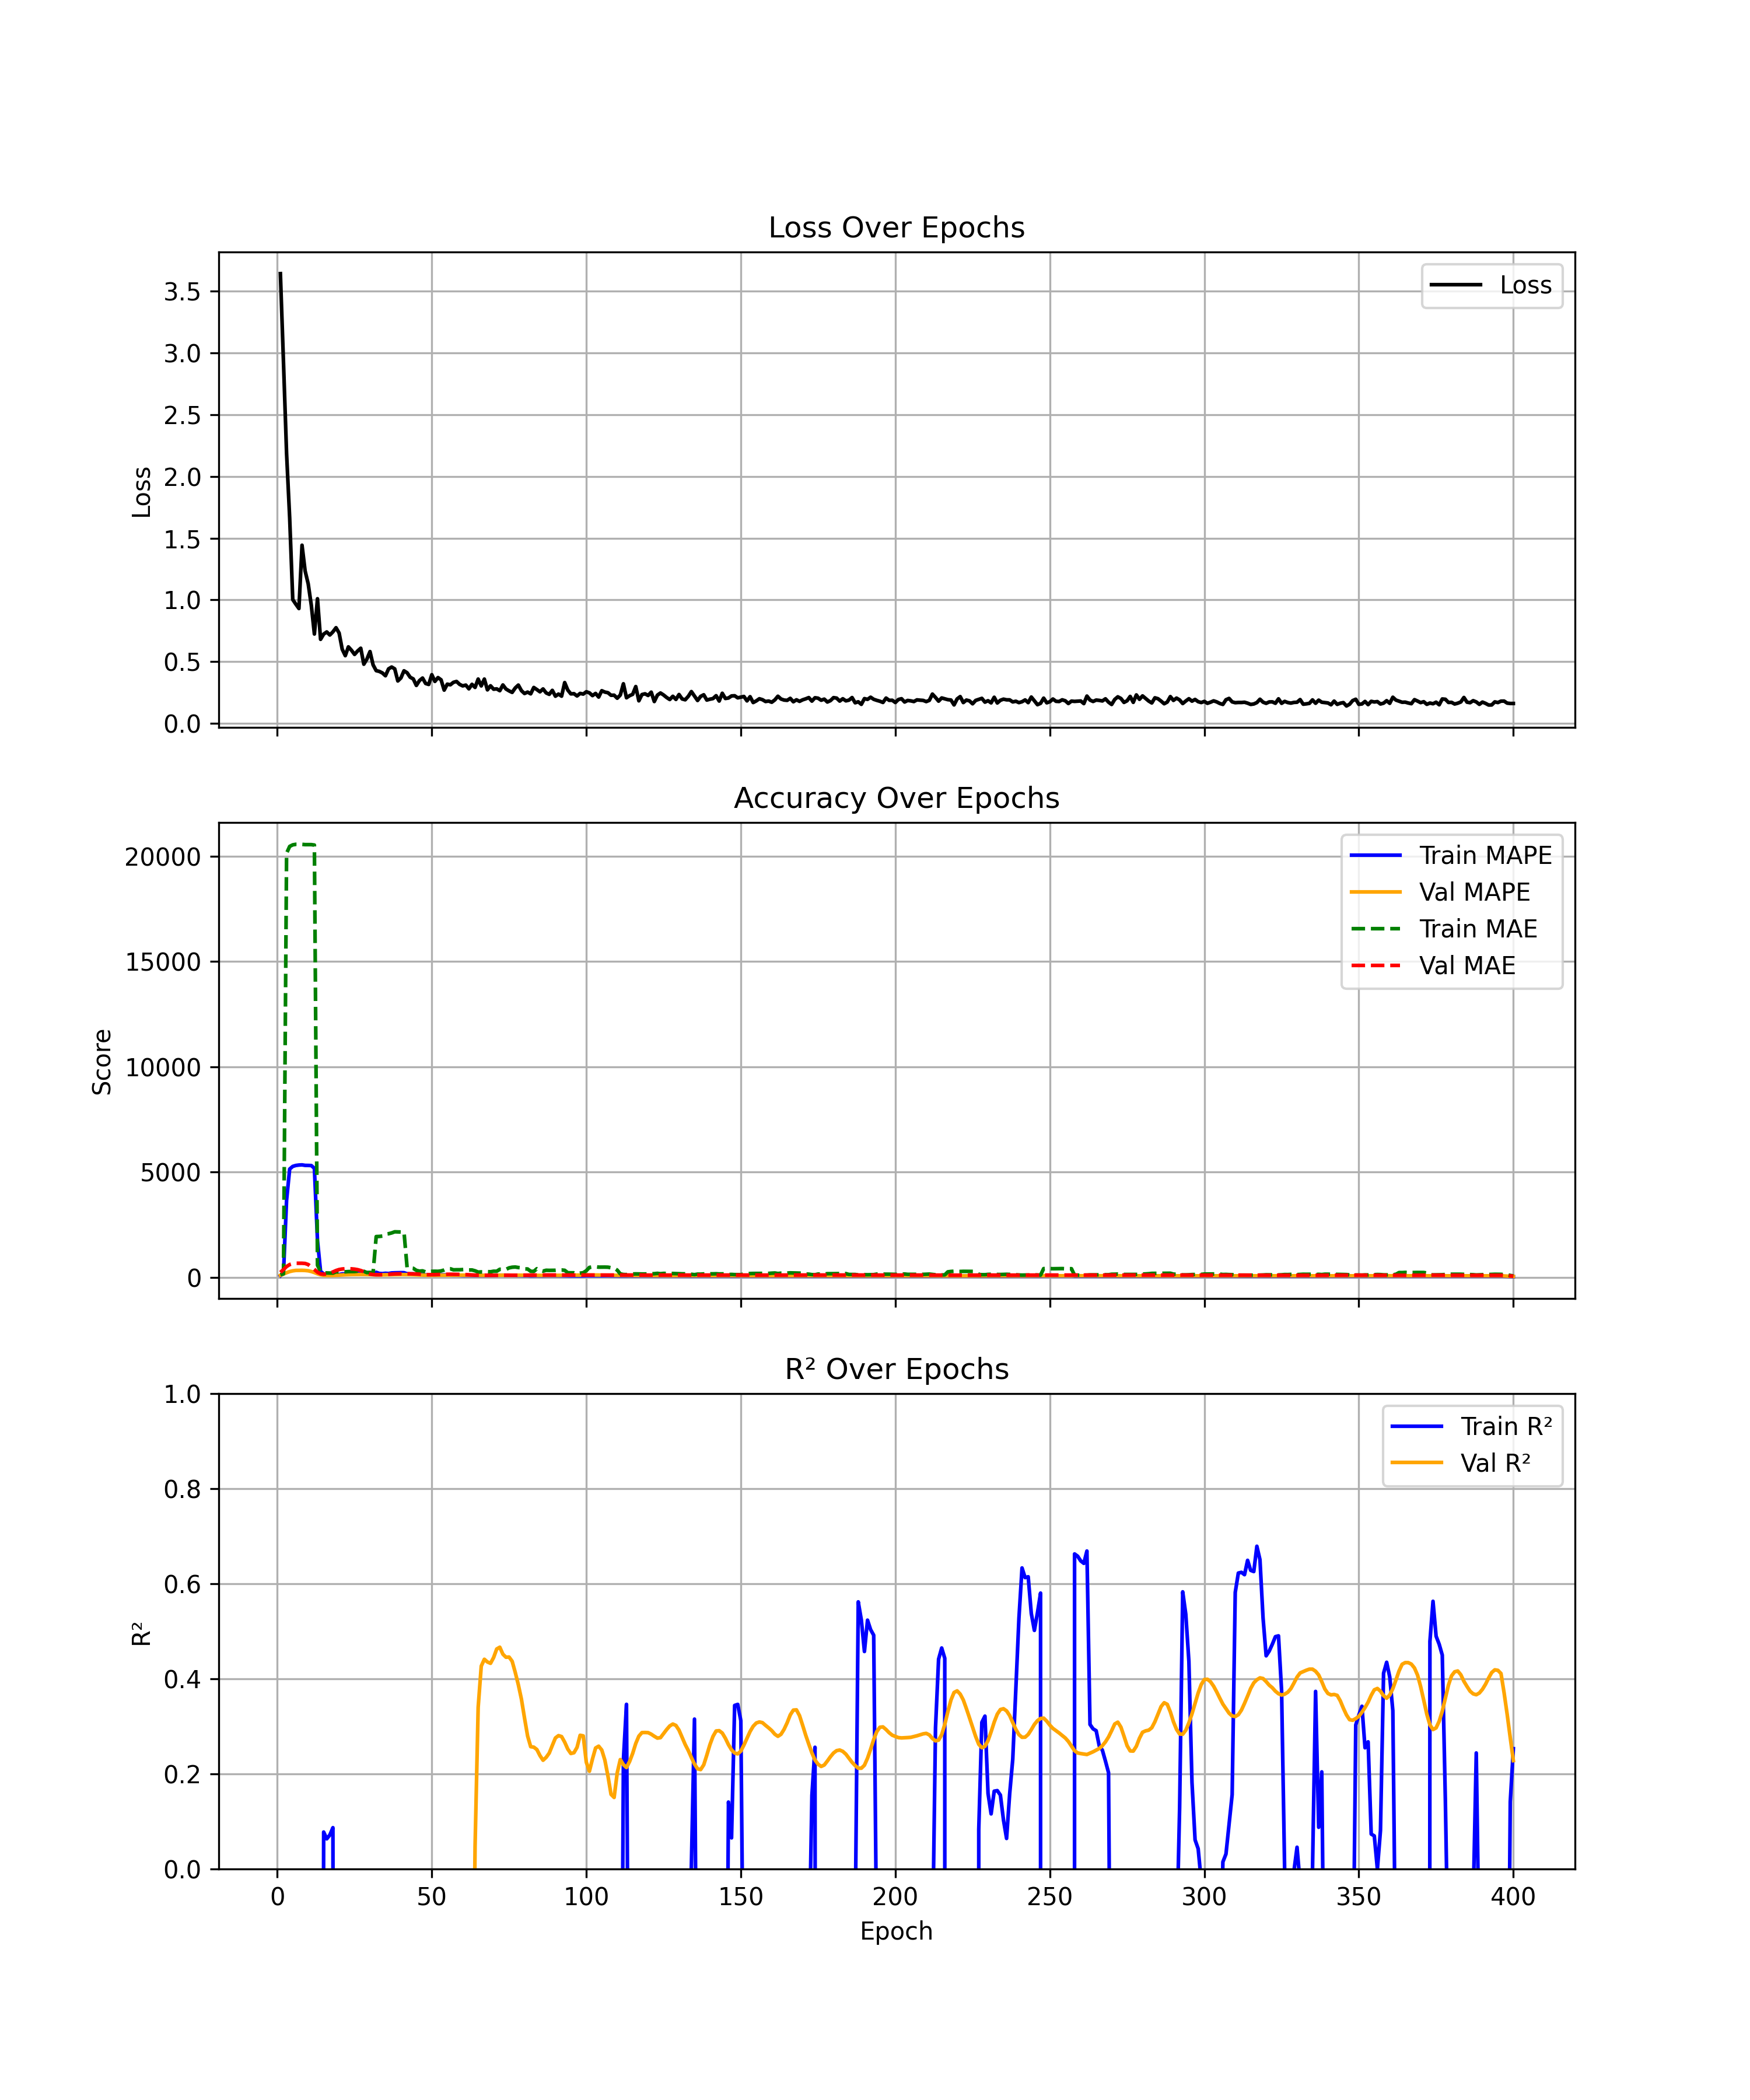 Loss Over Epochs
Loss
3.5
3.0
2.5
2.0
1.5
1.0
0.5
0.0
Loss
Accuracy Over Epochs
Train MAPE
Val MAPE
Train MAE
Val MAE
20000
15000
10000
5000
0
Score
R² Over Epochs
Train R²
Val R²
1.0
0.8
0.6
0.4
0.2
0.0
R²
0 50 100 150 200 250 300 350 400
Epoch